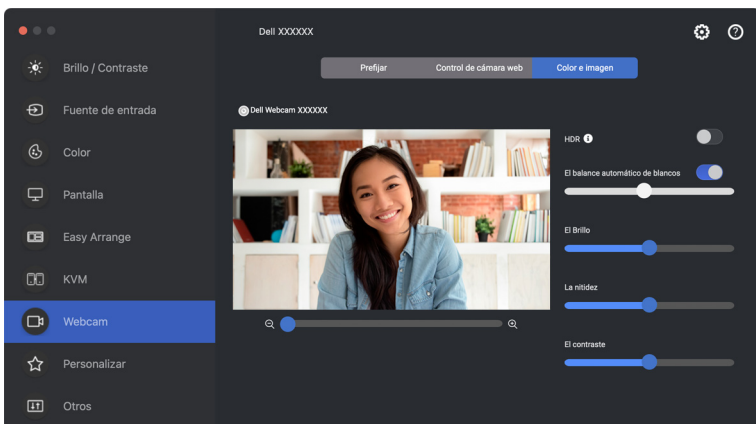 Dell XXXXXX
Prefijar
Control de cámara web
Color e imagen
Brillo / Contraste
Fuente de entrada
Color
Pantalla
Easy Arrange
KVM
Webcam
Personalizar
Otros
Dell Webcam XXXXXX
HDR
El balance automático de blancos
El Brillo
La nitidez
El contraste